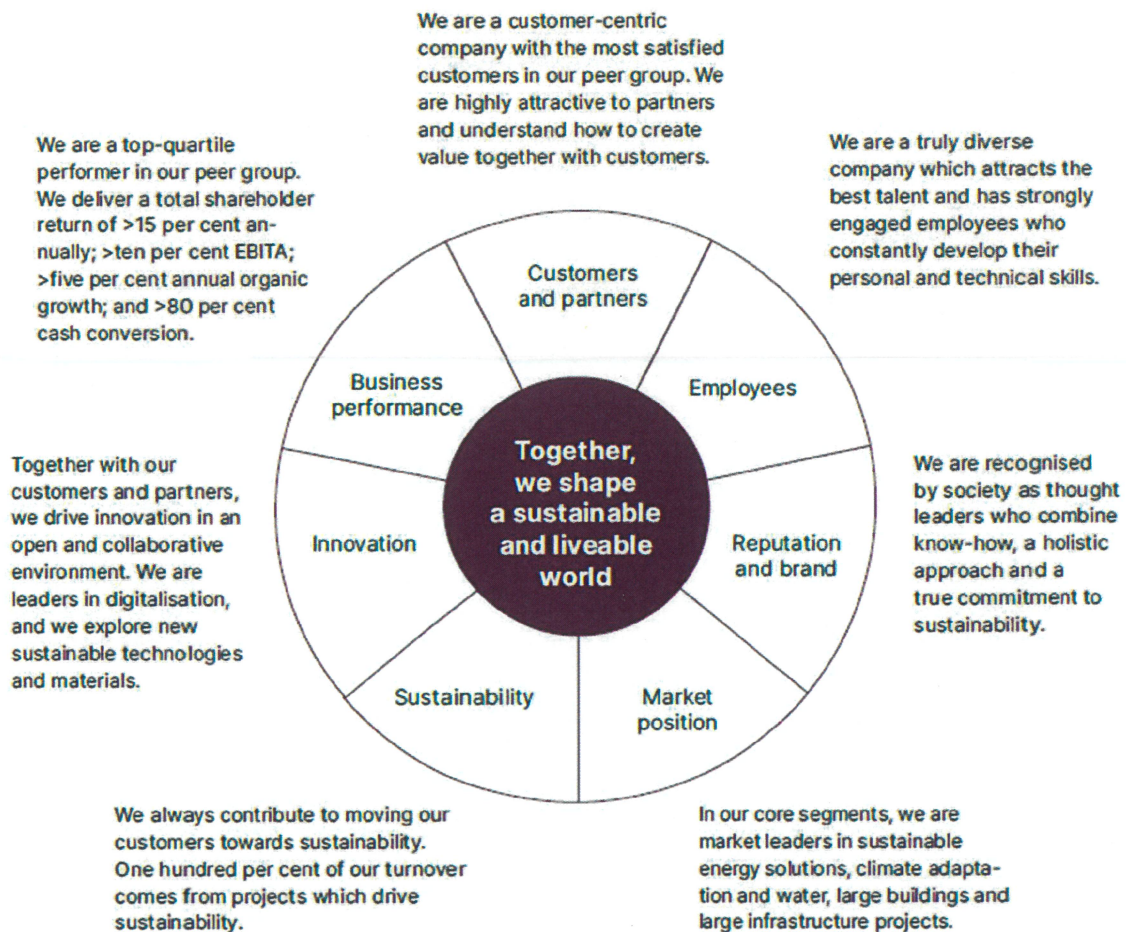 We are a customer-centric
company with the most satisfied
customers in our peer group. We
are highly attractive to partners
and understand how to create
value together with customers.
We are a top-quartile
performer in our peer group.
We deliver a total shareholder
return of >15 per cent an-
nually; >ten per cent EBITA;
>five per cent annual organic
growth; and >80 per cent
cash conversion.
We are a truly diverse
company which attracts the
best talent and has strongly
engaged employees who
constantly develop their
personal and technical skills.
Customers
and partners
Business
performance
Employees
Together,
we shape
a sustainable
and liveable
world
Together with our
customers and partners,
we drive innovation in an
open and collaborative
environment. We are
leaders in digitalisation,
and we explore new
sustainable technologies
and materials.
Innovation
Reputation
and brand
We are recognised
by society as thought
leaders who combine
know-how, a holistic
approach and a
true commitment to
sustainability.
Sustainability
Market
position
We always contribute to moving our
customers towards sustainability.
One hundred per cent of our turnover
comes from projects which drive
sustainability.
In our core segments, we are
market leaders in sustainable
energy solutions, climate adapta-
tion and water, large buildings and
large infrastructure projects.